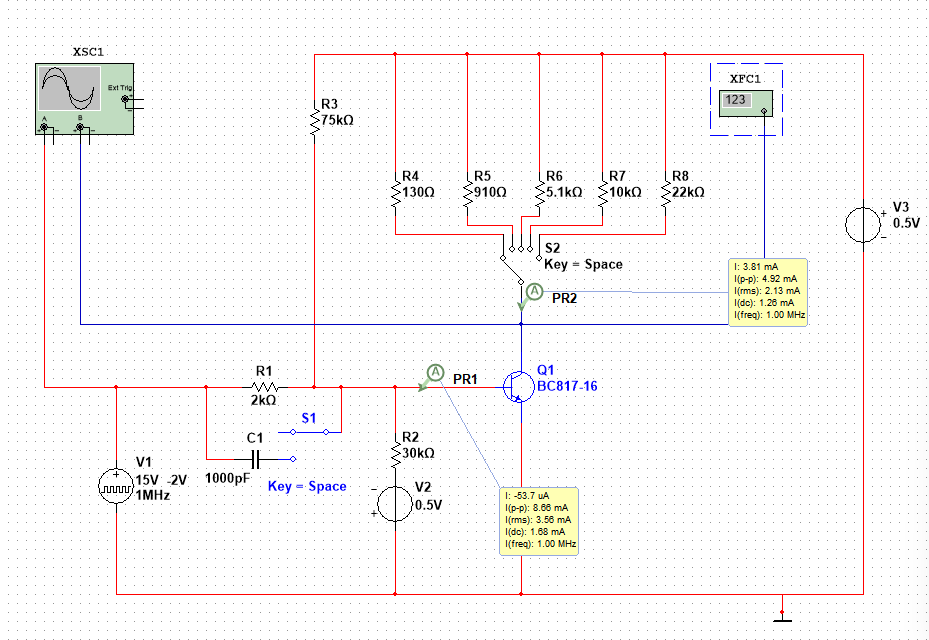 XSC1
Ext Trig
+
_
A
B
+ _
+ _
XFC1
123
R3
75kΩ
R4
130Ω
R5
910Ω
R6
5.1kΩ
R7
10kΩ
R8
22kΩ
V3
0.5V
S2
Key = Space
A
PR2
I: 3.81 mA
I(p-p): 4.92 mA
I(rms): 2.13 mA
I(dc): 1.26 mA
I(freq): 1.00 MHz
R1
2kΩ
A
PR1
Q1
BC817-16
S1
C1
1000pF
Key = Space
R2
30kΩ
V1
15V -2V
1MHz
V2
0.5V
I: -53.7 uA
I(p-p): 8.66 mA
I(rms): 3.56 mA
I(dc): 1.68 mA
I(freq): 1.00 MHz